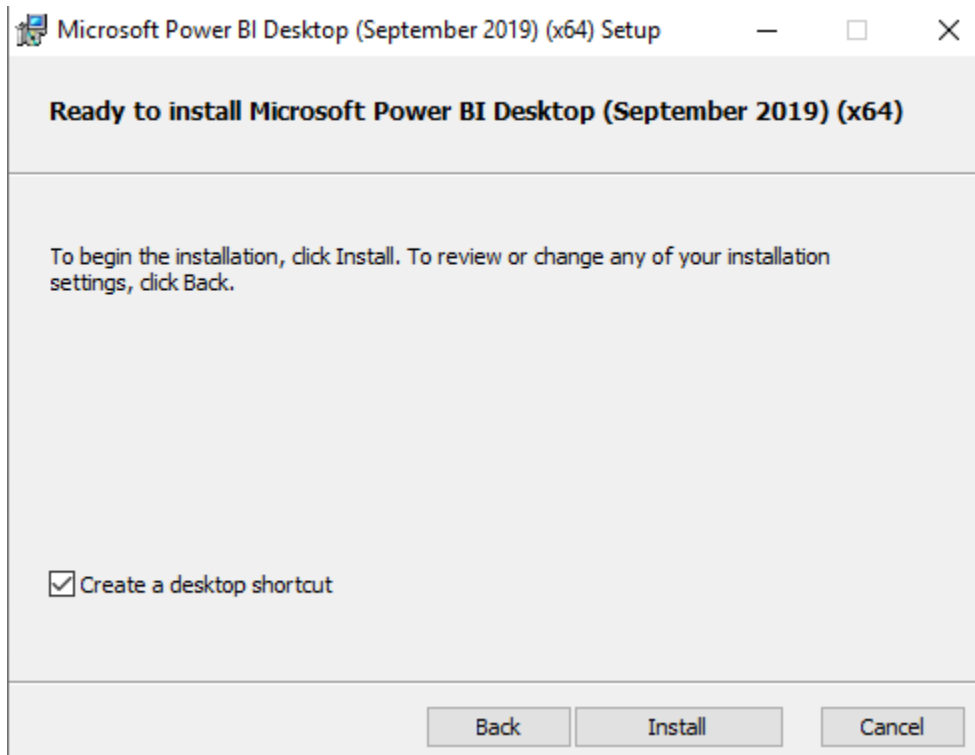 Microsoft Power BI Desktop (September 2019) (x64) Setup
Ready to install Microsoft Power BI Desktop (September 2019) (x64)
To begin the installation, click Install. To review or change any of your installation
settings, click Back.
Create a desktop shortcut
Back Install Cancel